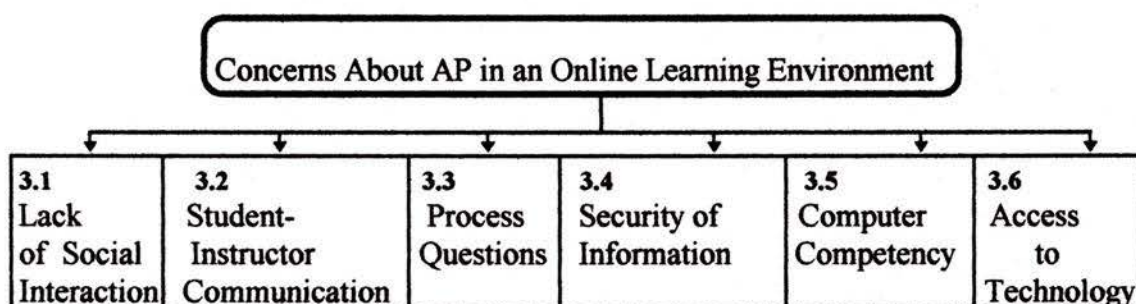 Concerns About AP in an Online Learning Environment
3.1
Lack
of Social
Interaction
3.2
Student-
Instructor
Communication
3.3
Process
Questions
3.4
Security of
Information
3.5
Computer
Competency
3.6
Access
to
Technology